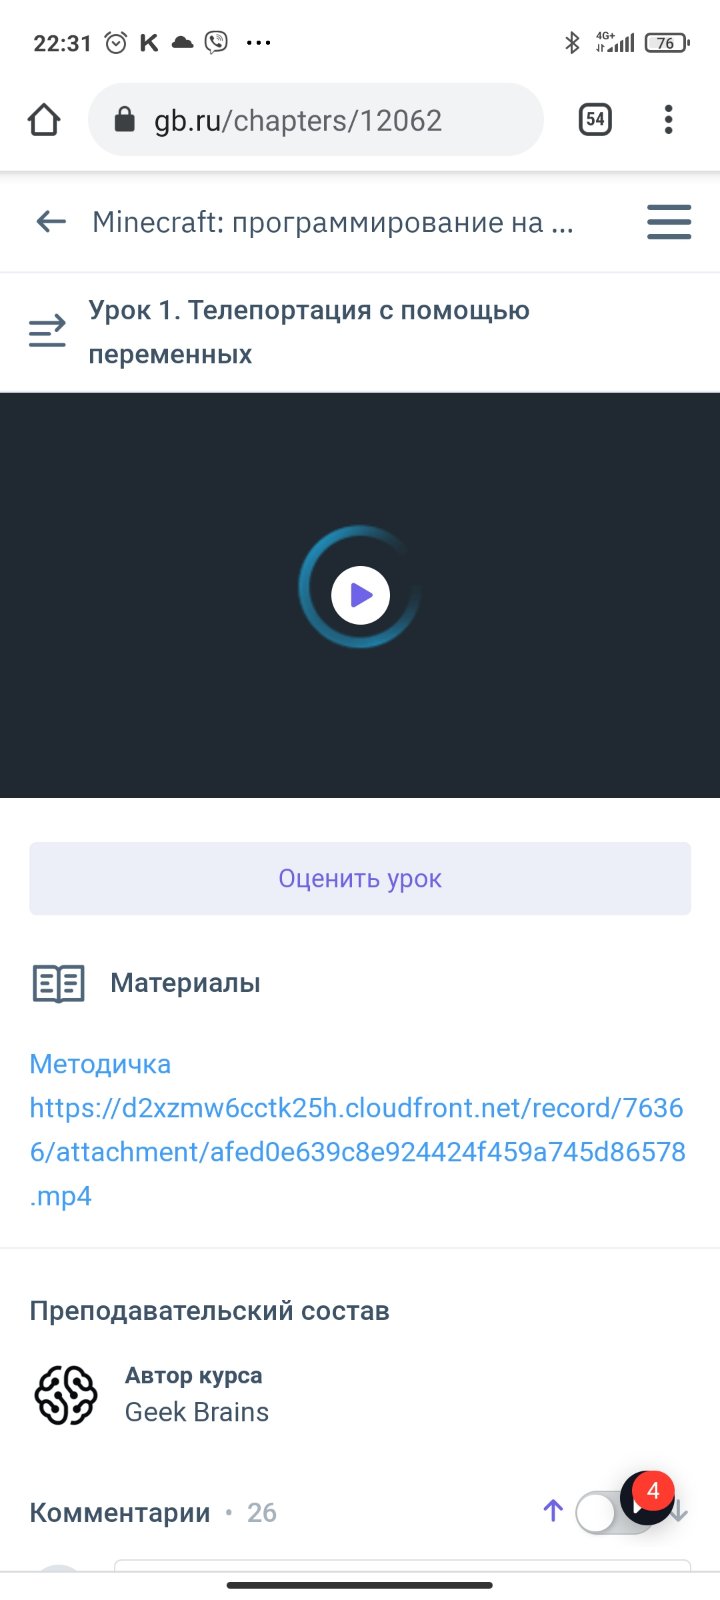 22:31
4G+
76
gb.ru/chapters/12062
54
Minecraft: программирование на ...
Урок 1. Телепортация с помощью
переменных
Оценить урок
Материалы
Методичка
https://d2xzmw6cctk25h.cloudfront.net/record/7636
6/attachment/afed0e639c8e924424f459a745d86578
.mp4
Преподавательский состав
Автор курса
Geek Brains
Комментарии • 26
4